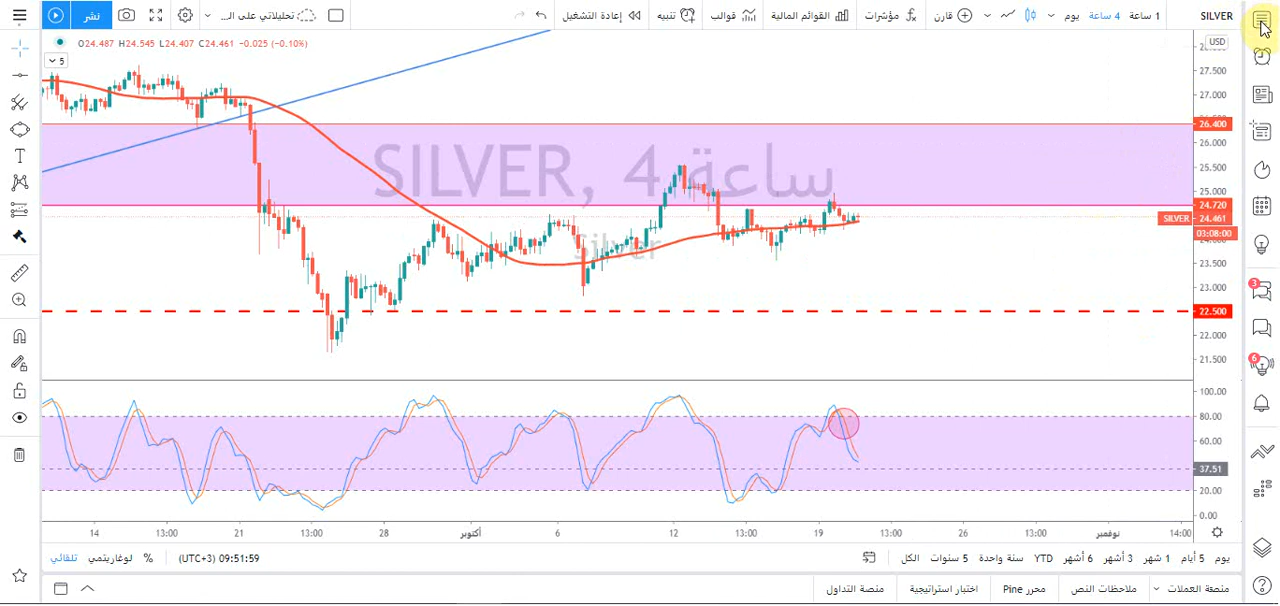 نشر
تحليلاتي على الـ...
إعادة التشغيل
تنبيه
قوالب
القوائم المالية
مؤشرات
قارن
يوم
4 ساعة
1 ساعة
SILVER
O24.487 H24.545 L24.407 C24.461 -0.025 (-0.10%)
5
USD
27.500
27.000
26.400
26.000
25.500
25.000
24.720
SILVER 24.461
03:08:00
23.500
23.000
22.500
22.000
21.500
SILVER, 4 ساعة
Silver
100.00
80.00
60.00
37.51
20.00
0.00
14 13:00 21 13:00 28 أكتوبر 6 12 13:00 19 13:00 26 13:00 نوفمبر 14:00
تلقائي لوغاريتمي % (UTC+3) 09:51:59
يوم 5 أيام 1 شهر 3 أشهر 6 أشهر YTD سنة واحدة 5 سنوات الكل
منصة العملات ملاحظات النص محرر Pine اختبار استراتيجية منصة التداول
3
6